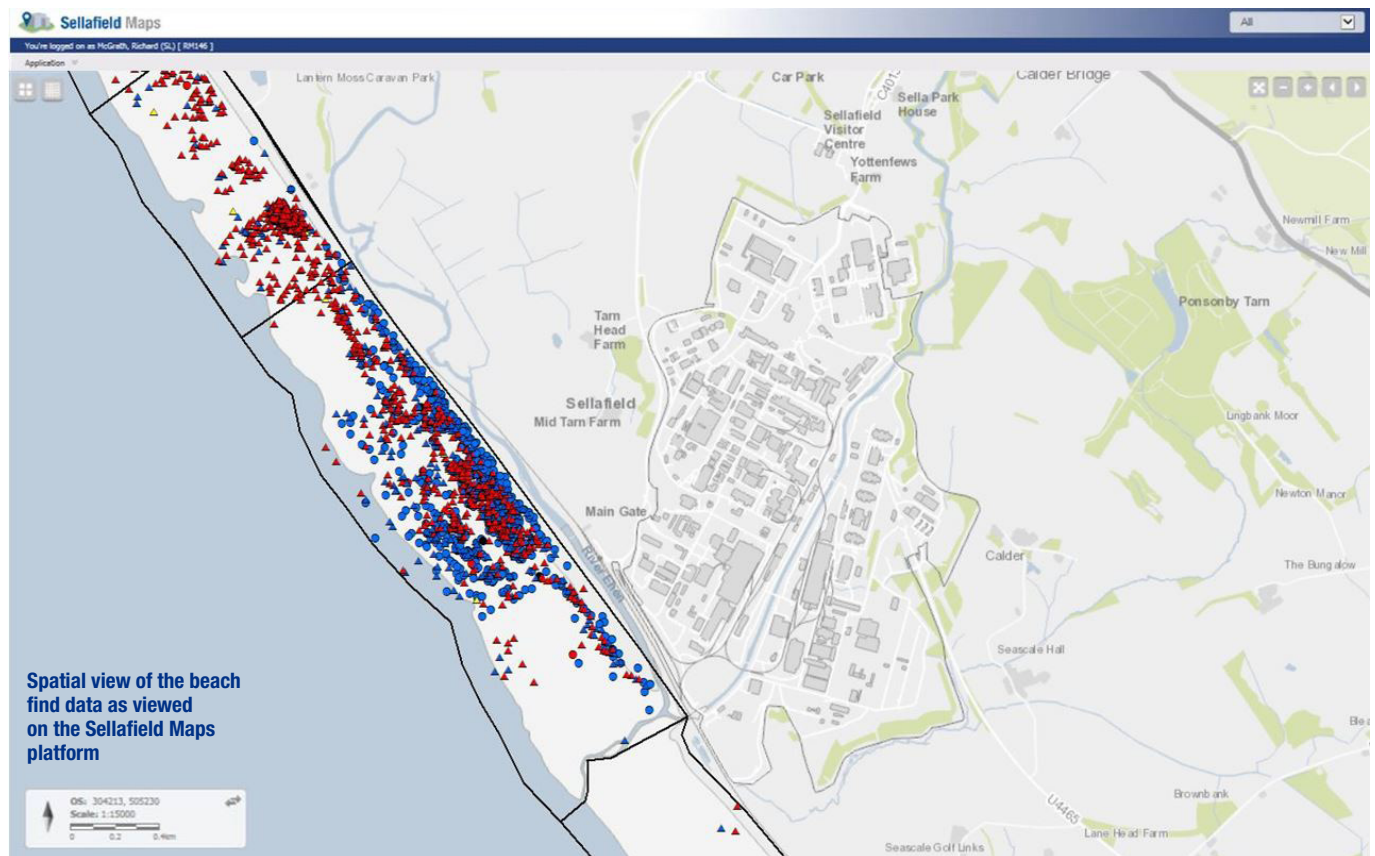 Sellafield Maps
All
You're logged on as McGrath, Richard (SL) [ RM146 ]
Application
Lantern Moss Caravan Park
Car Park
Calder Bridge
Sella Park
House
Sellafield
Visitor
Centre
Yottenfews
Farm
Newmill Farm
New Mill
Ponsonby Tarn
Tarn
Head
Farm
Sellafield
Mid Tarn Farm
Lingbank Moor
Newton Manor
Main Gate
River Ehen
Calder
The Bungalow
Seascale Hall
Spatial view of the beach
find data as viewed
on the Sellafield Maps
platform
OS: 304213, 505230
Scale: 1:15000
0 0.2 0.4km
Brownbank
U4465
Lane Head Farm
Seascale Golf Links